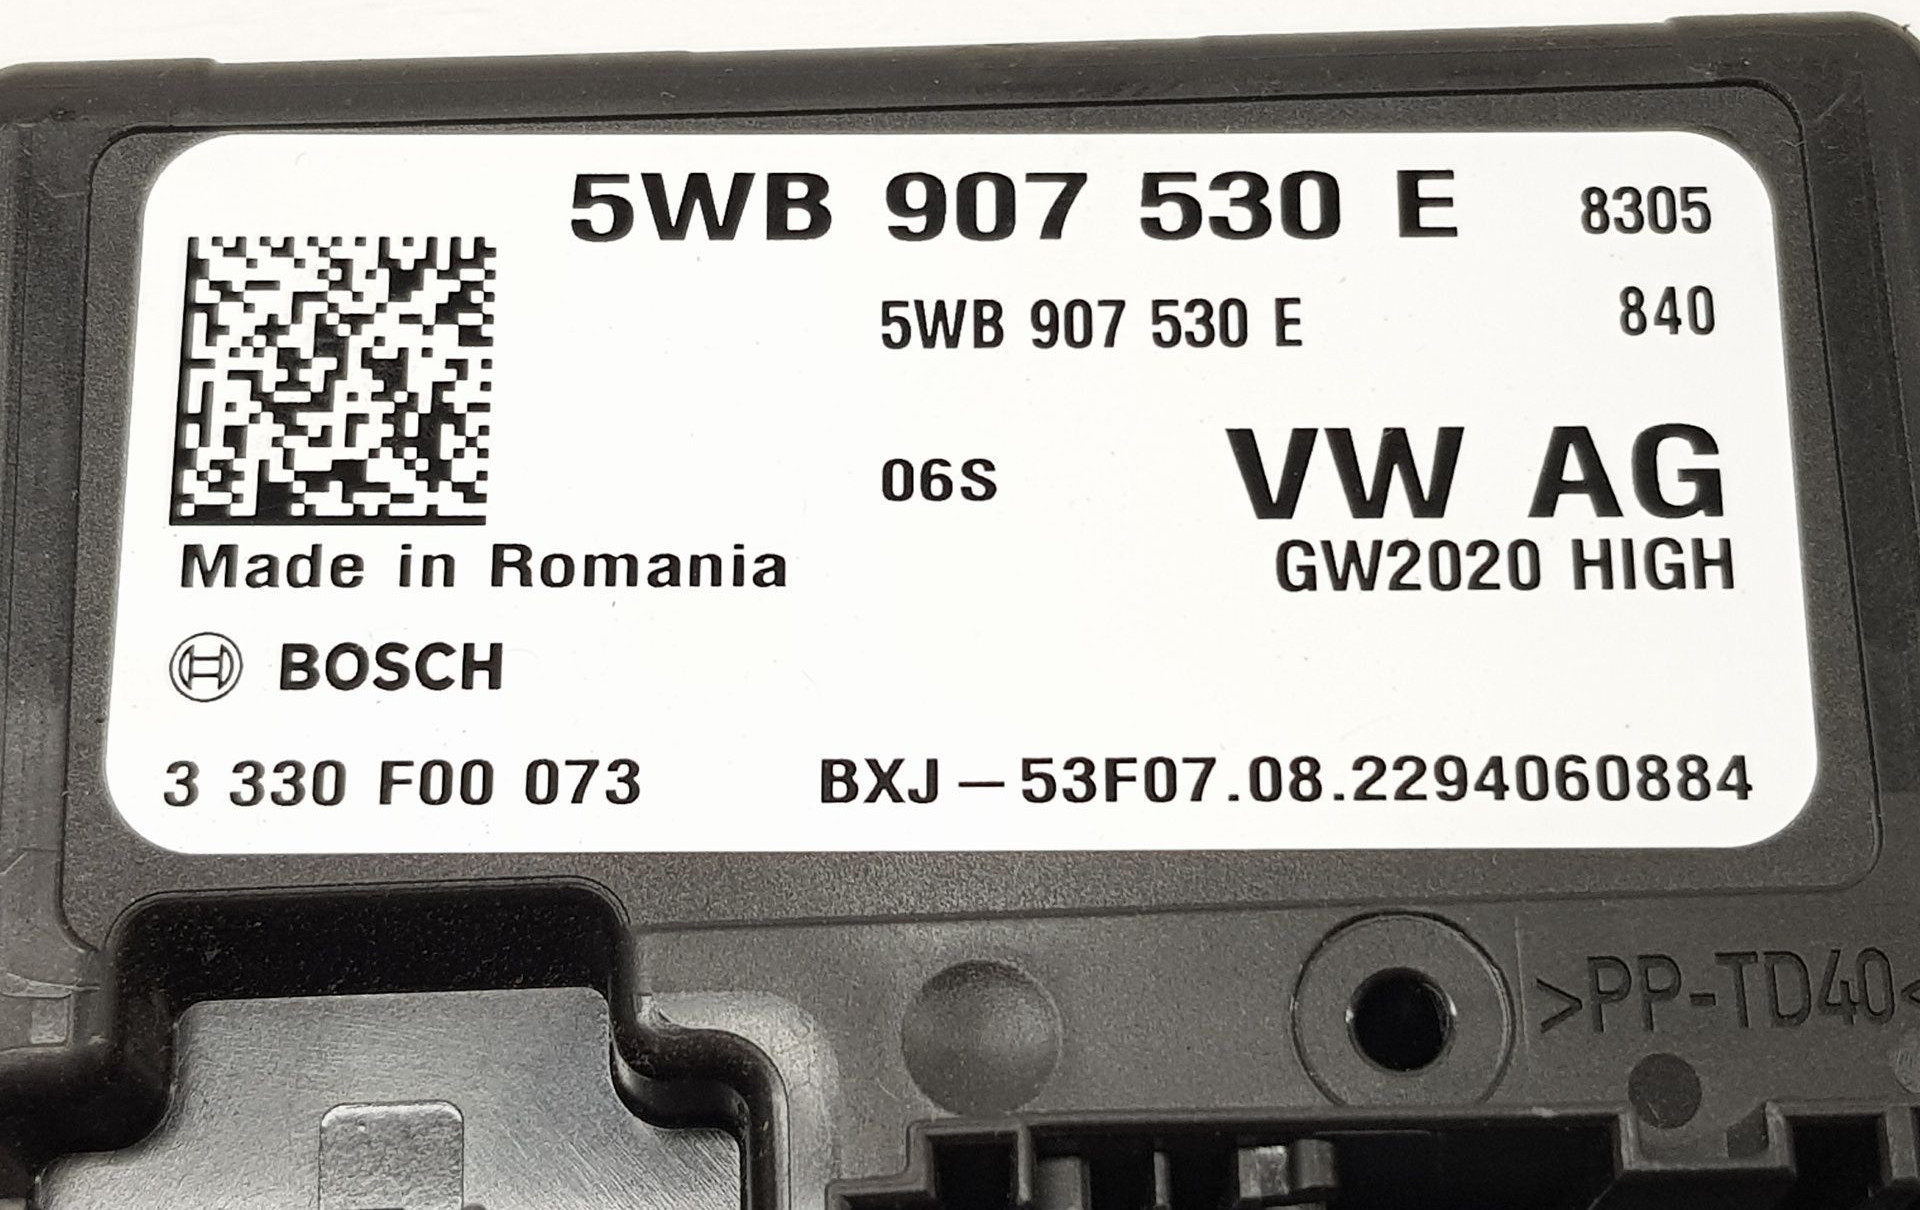 5WB 907 530 E 8305
5WB 907 530 E 840
06S VW AG
GW2020 HIGH
Made in Romania
BOSCH
3 330 F00 073 BXJ – 53F07.08.2294060884
>PP-TD40<